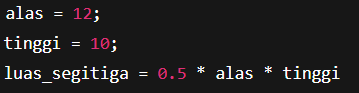 alas = 12;
tinggi = 10;
luas_segitiga = 0.5 * alas * tinggi